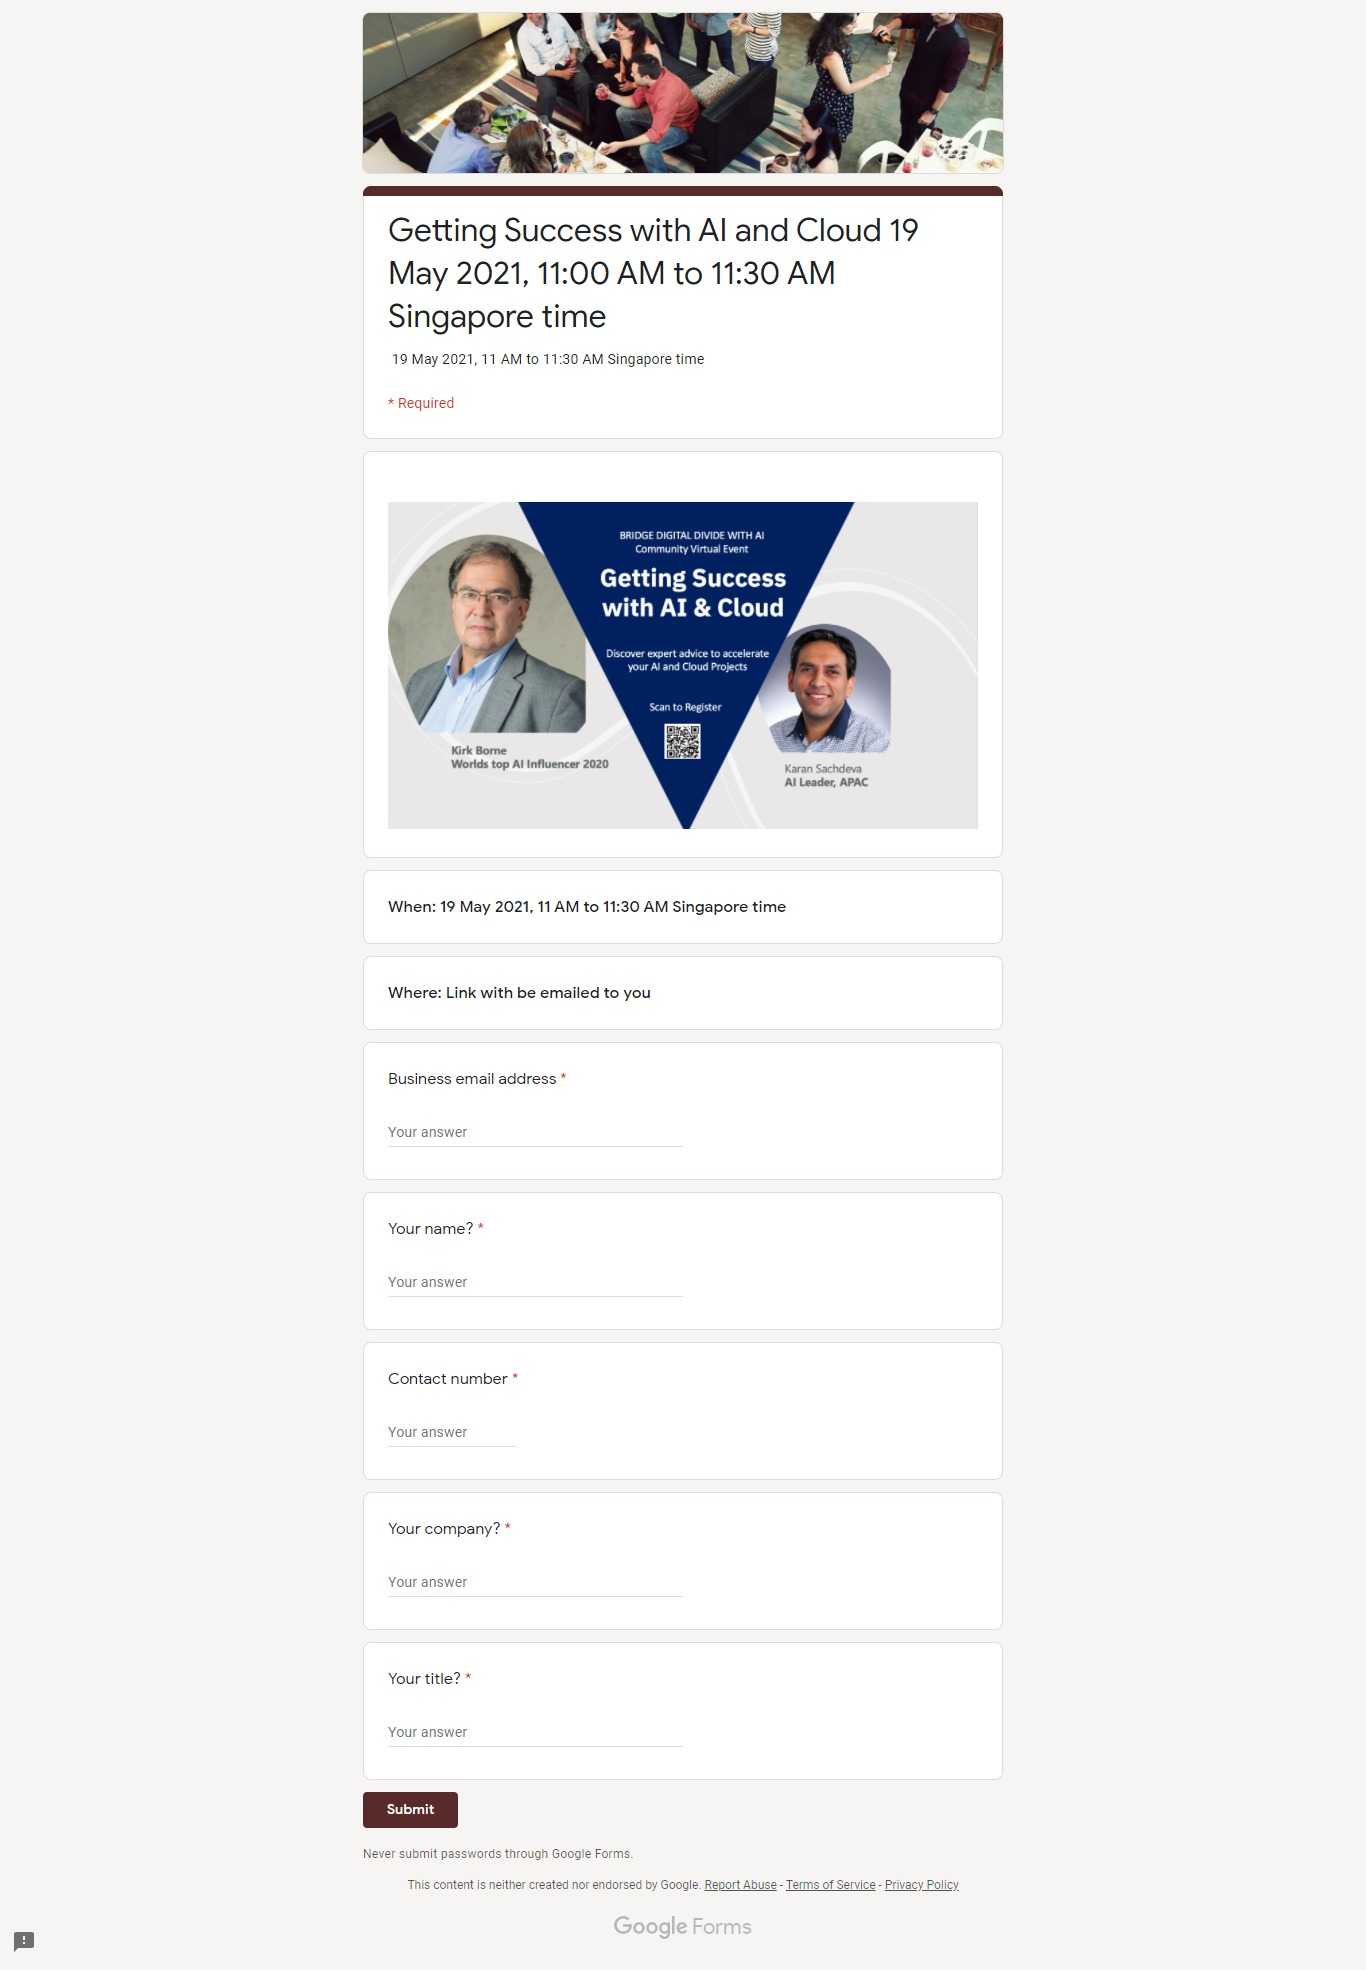 Getting Success with AI and Cloud 19
May 2021, 11:00 AM to 11:30 AM
Singapore time
19 May 2021, 11 AM to 11:30 AM Singapore time
* Required
BRIDGE DIGITAL DIVIDE WITH AI
Community Virtual Event
Getting Success
with AI & Cloud
Discover expert advice to accelerate
your AI and Cloud Projects
Scan to Register
Kirk Borne
Worlds top AI Influencer 2020
Karan Sachdeva
AI Leader, APAC
When: 19 May 2021, 11 AM to 11:30 AM Singapore time
Where: Link with be emailed to you
Business email address *
Your answer
Your name? *
Your answer
Contact number *
Your answer
Your company? *
Your answer
Your title? *
Your answer
Submit
Never submit passwords through Google Forms.
This content is neither created nor endorsed by Google. Report Abuse - Terms of Service - Privacy Policy
Google Forms